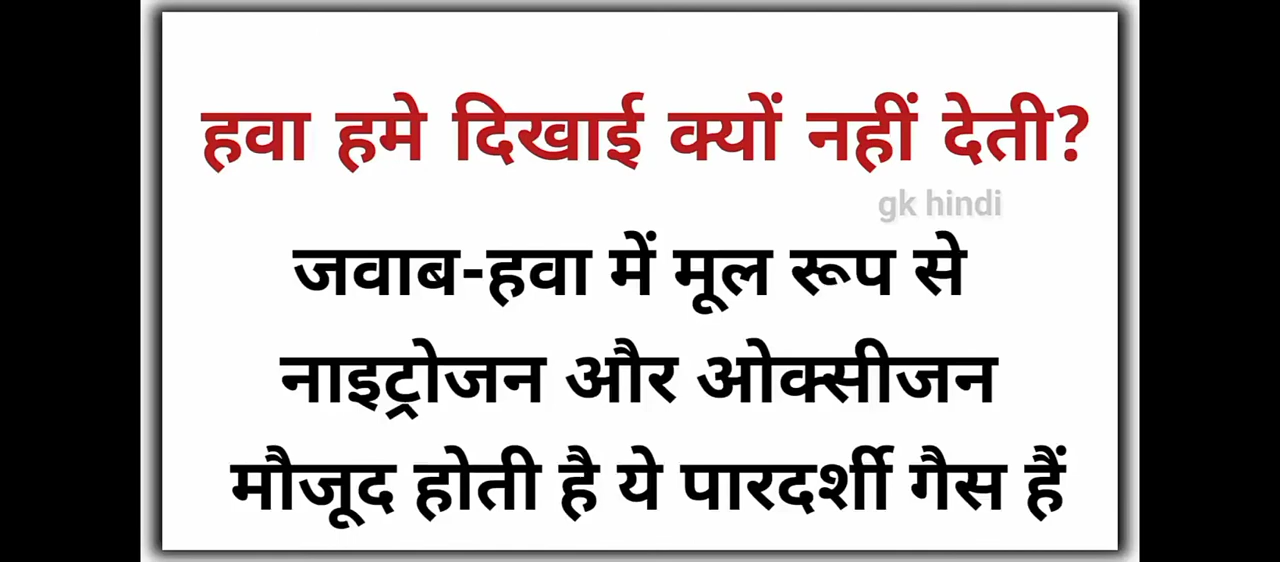 हवा हमे दिखाई क्यों नहीं देती?
gk hindi
जवाब-हवा में मूल रूप से
नाइट्रोजन और ओक्सीजन
मौजूद होती है ये पारदर्शी गैस हैं